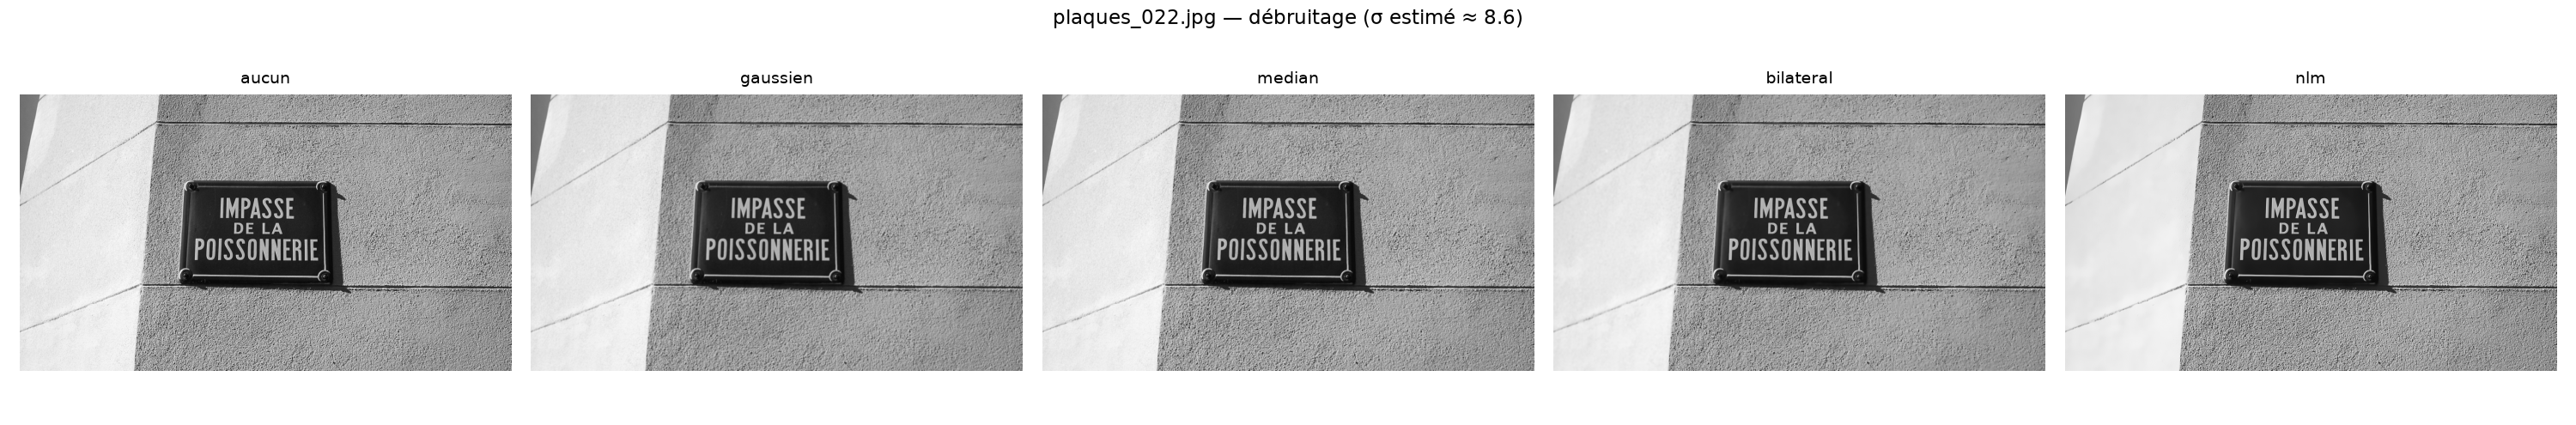 plaques_022.jpg — débruitage (σ estimé ≈ 8.6)
aucun
gaussien
median
bilateral
nlm
IMPASSE
DE LA
POISSONNERIE
IMPASSE
DE LA
POISSONNERIE
IMPASSE
DE LA
POISSONNERIE
IMPASSE
DE LA
POISSONNERIE
IMPASSE
DE LA
POISSONNERIE